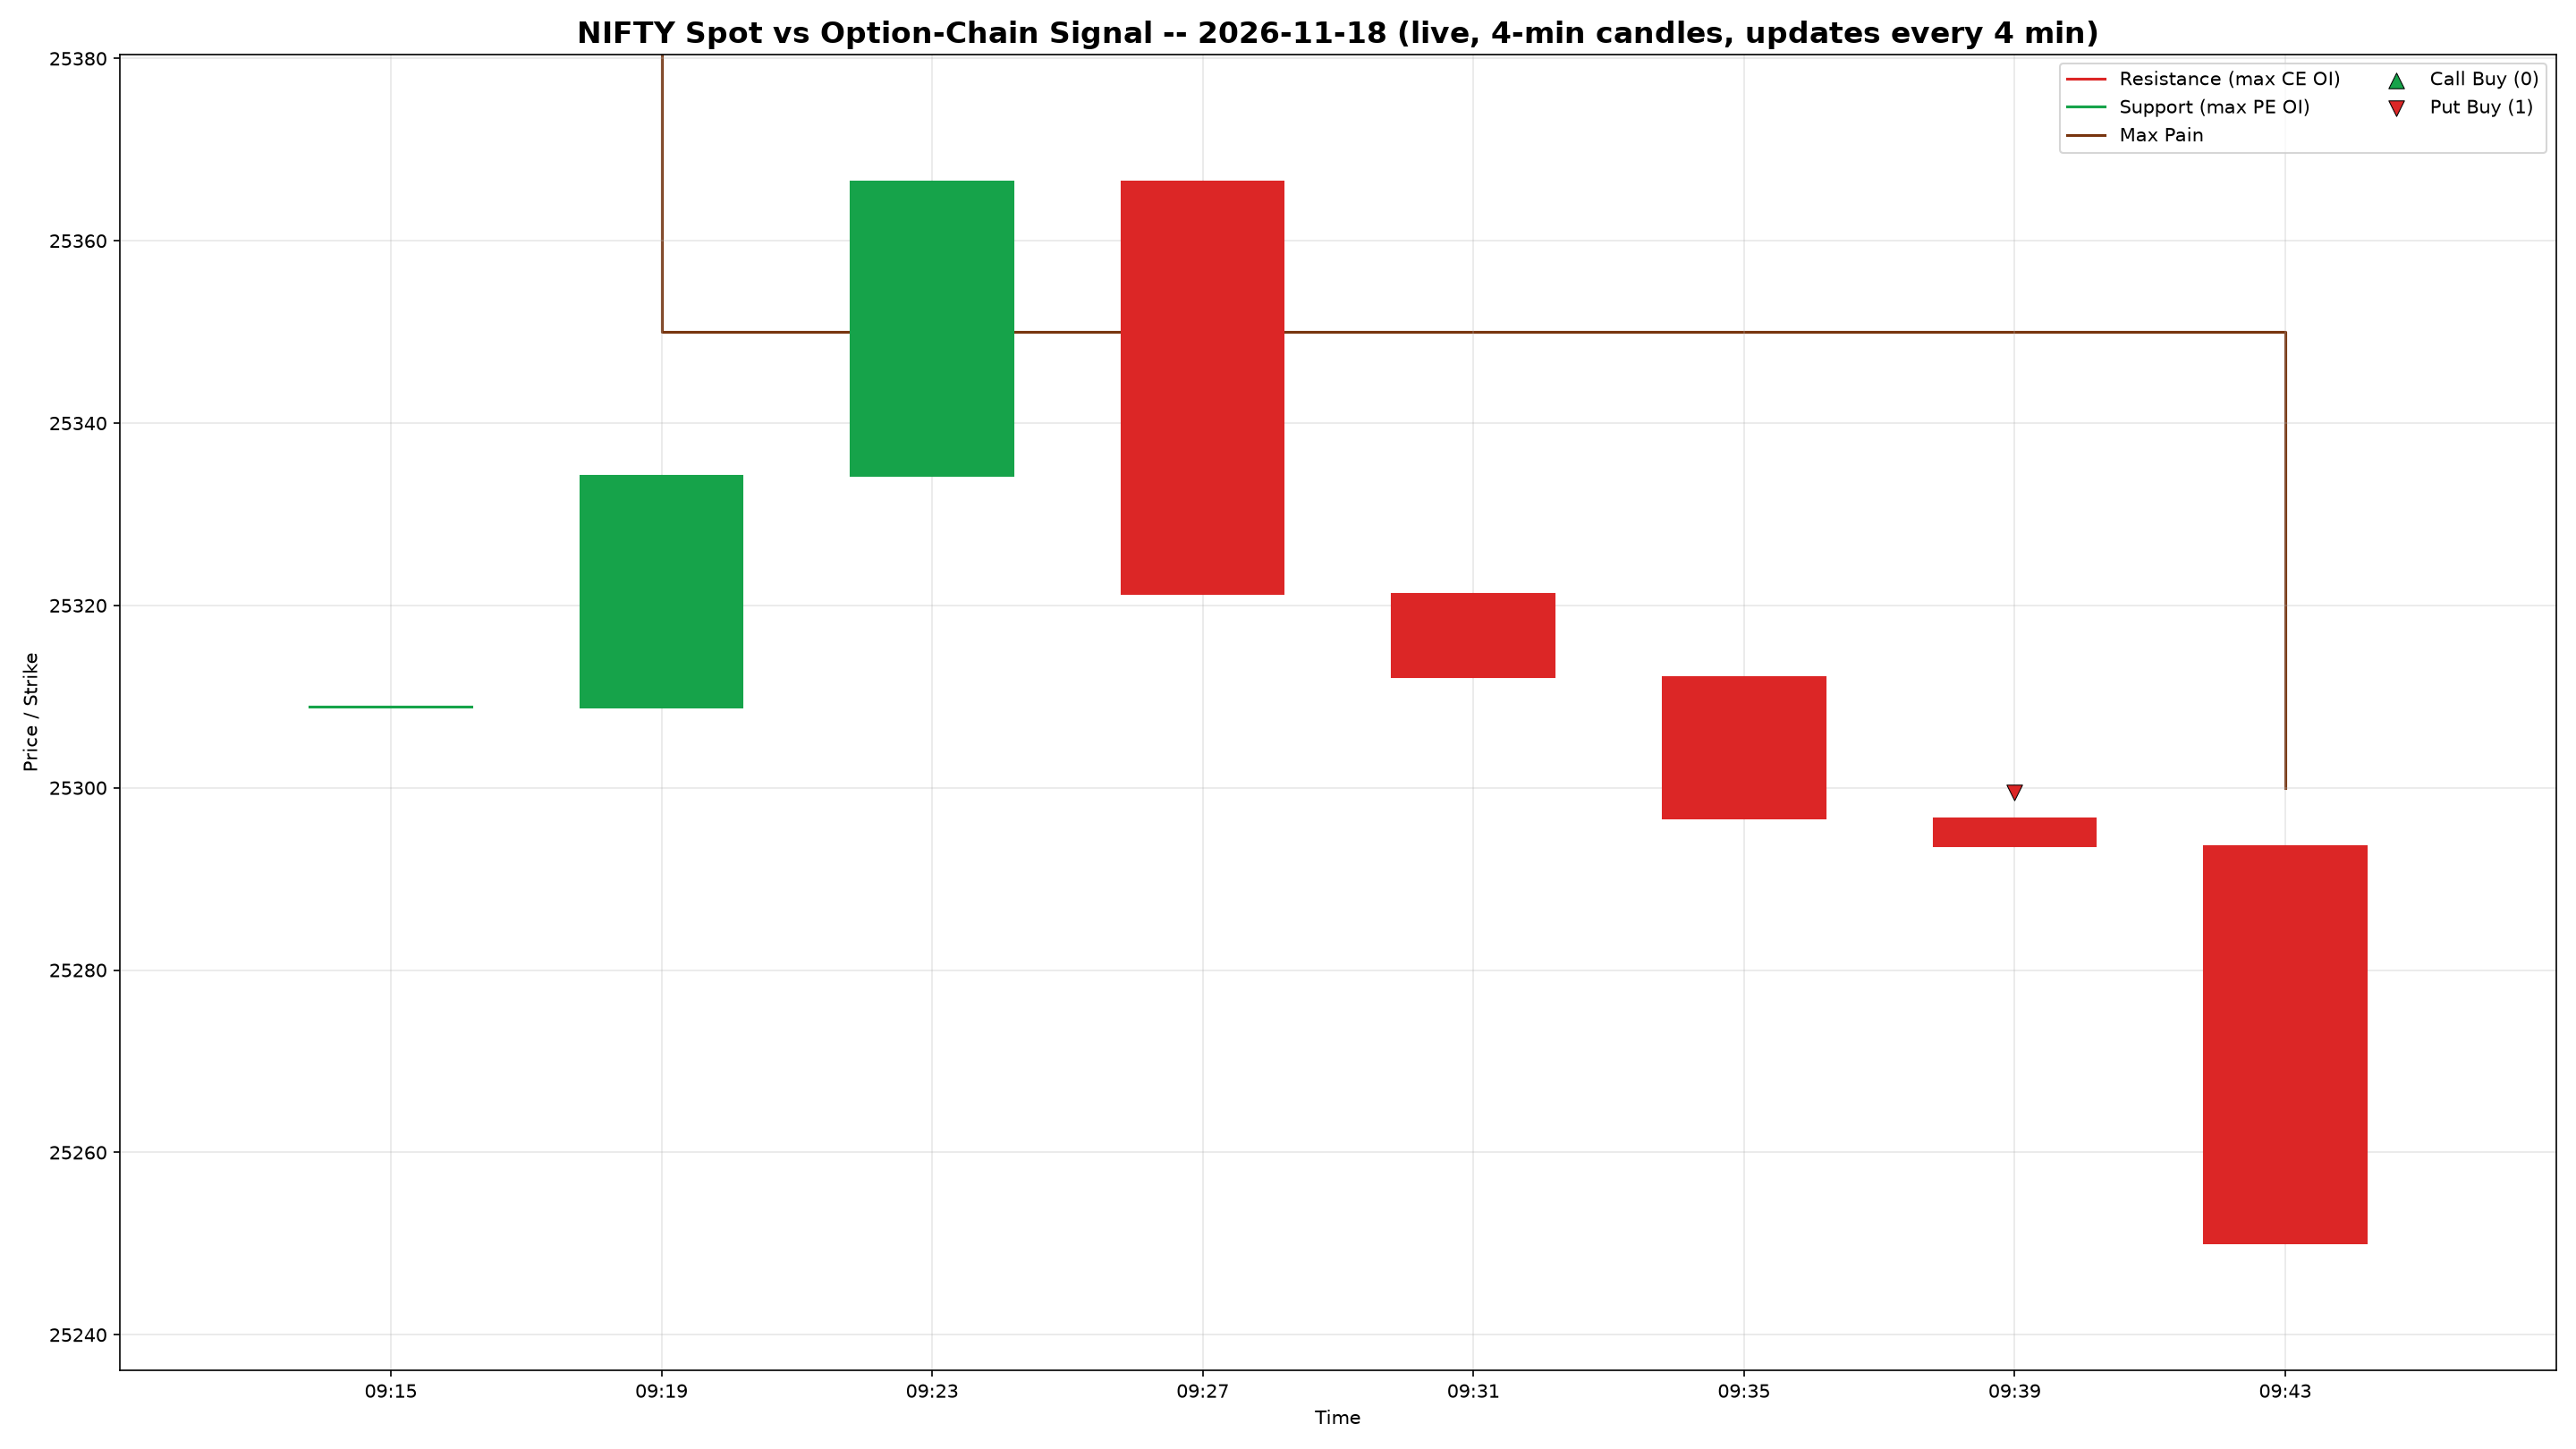 NIFTY Spot vs Option-Chain Signal -- 2026-11-18 (live, 4-min candles, updates every 4 min)
Resistance (max CE OI)
Support (max PE OI)
Max Pain
Call Buy (0)
Put Buy (1)
Price / Strike
25380
25360
25340
25320
25300
25280
25260
25240
09:15
09:19
09:23
09:27
09:31
09:35
09:39
09:43
Time